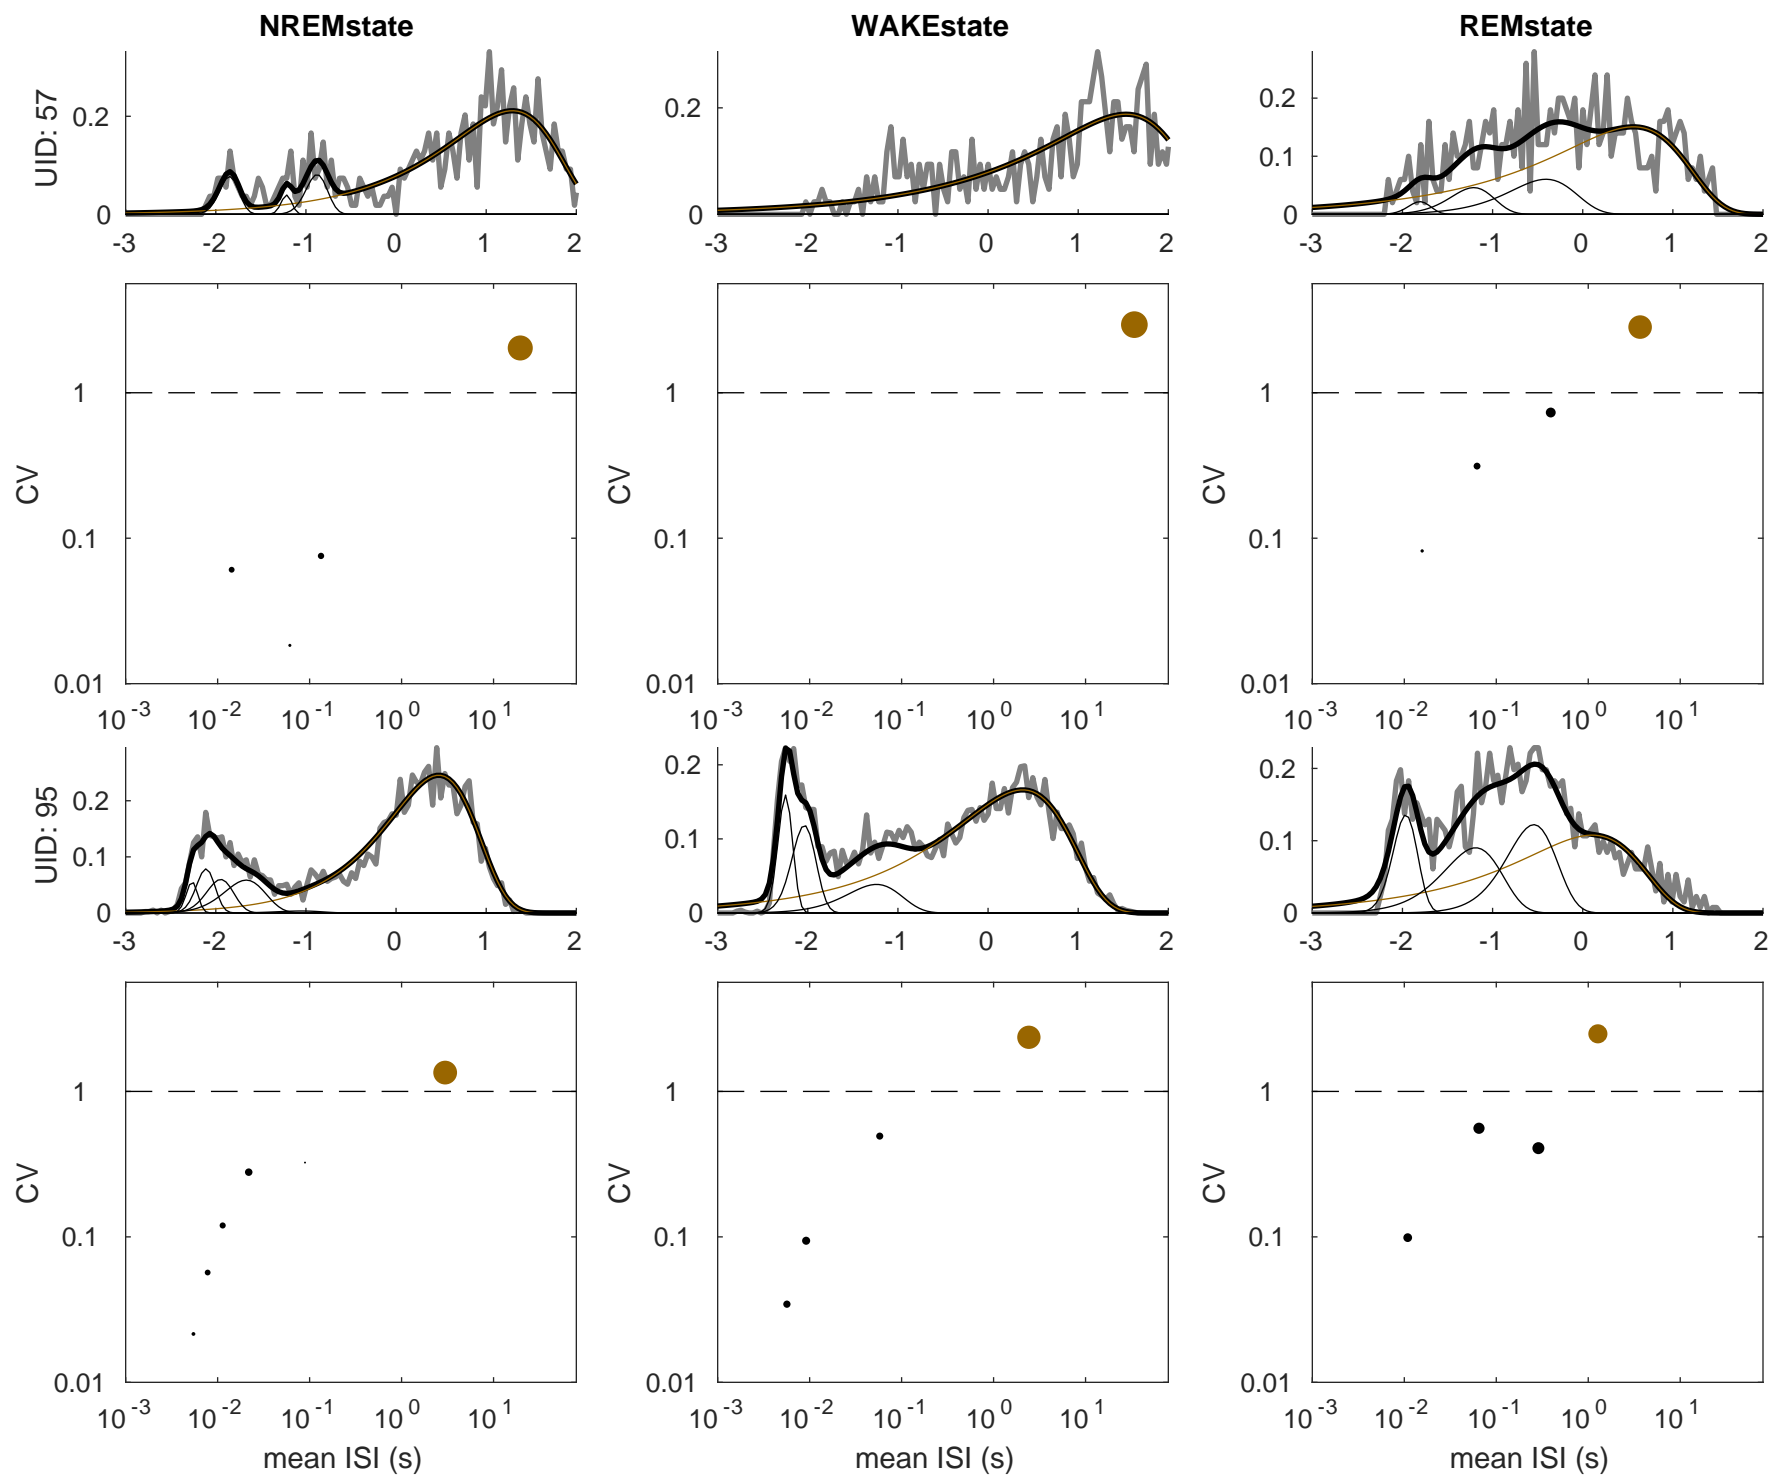 NREMstate WAKEstate REMstate
UID: 57
0.2 0.2 0.2
0.1
0 0 0
-3 -2 -1 0 1 2 -3 -2 -1 0 1 2 -3 -2 -1 0 1 2
1 1 1
CV CV CV
0.1 0.1 0.1
0.01 0.01 0.01
10^-3 10^-2 10^-1 10^0 10^1 10^-3 10^-2 10^-1 10^0 10^1 10^-3 10^-2 10^-1 10^0 10^1
UID: 95
0.2 0.2 0.2
0.1 0.1 0.1
0 0 0
-3 -2 -1 0 1 2 -3 -2 -1 0 1 2 -3 -2 -1 0 1 2
1 1 1
CV CV CV
0.1 0.1 0.1
0.01 0.01 0.01
10^-3 10^-2 10^-1 10^0 10^1 10^-3 10^-2 10^-1 10^0 10^1 10^-3 10^-2 10^-1 10^0 10^1
mean ISI (s) mean ISI (s) mean ISI (s)